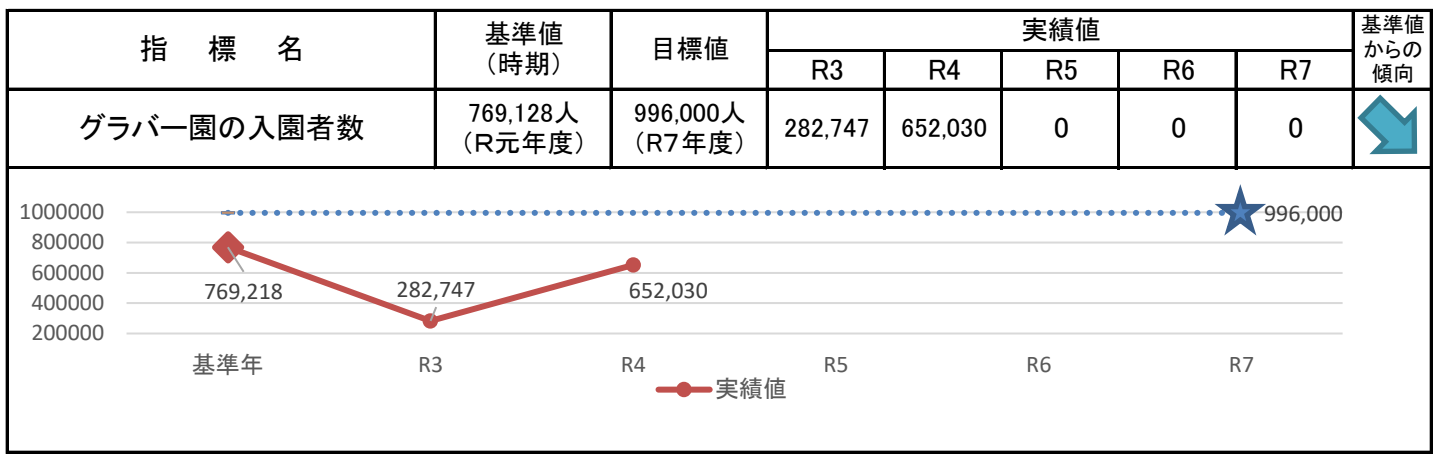 指 標 名
基準値
（時期）
目標値
実績値
基準値
からの
傾向
R3 R4 R5 R6 R7
グラバー園の入園者数
769,128人
（R元年度）
996,000人
（R7年度）
282,747 652,030 0 0 0
1000000
800000
600000
400000
200000
996,000
769,218
282,747
652,030
基準年 R3 R4 R5 R6 R7
実績値